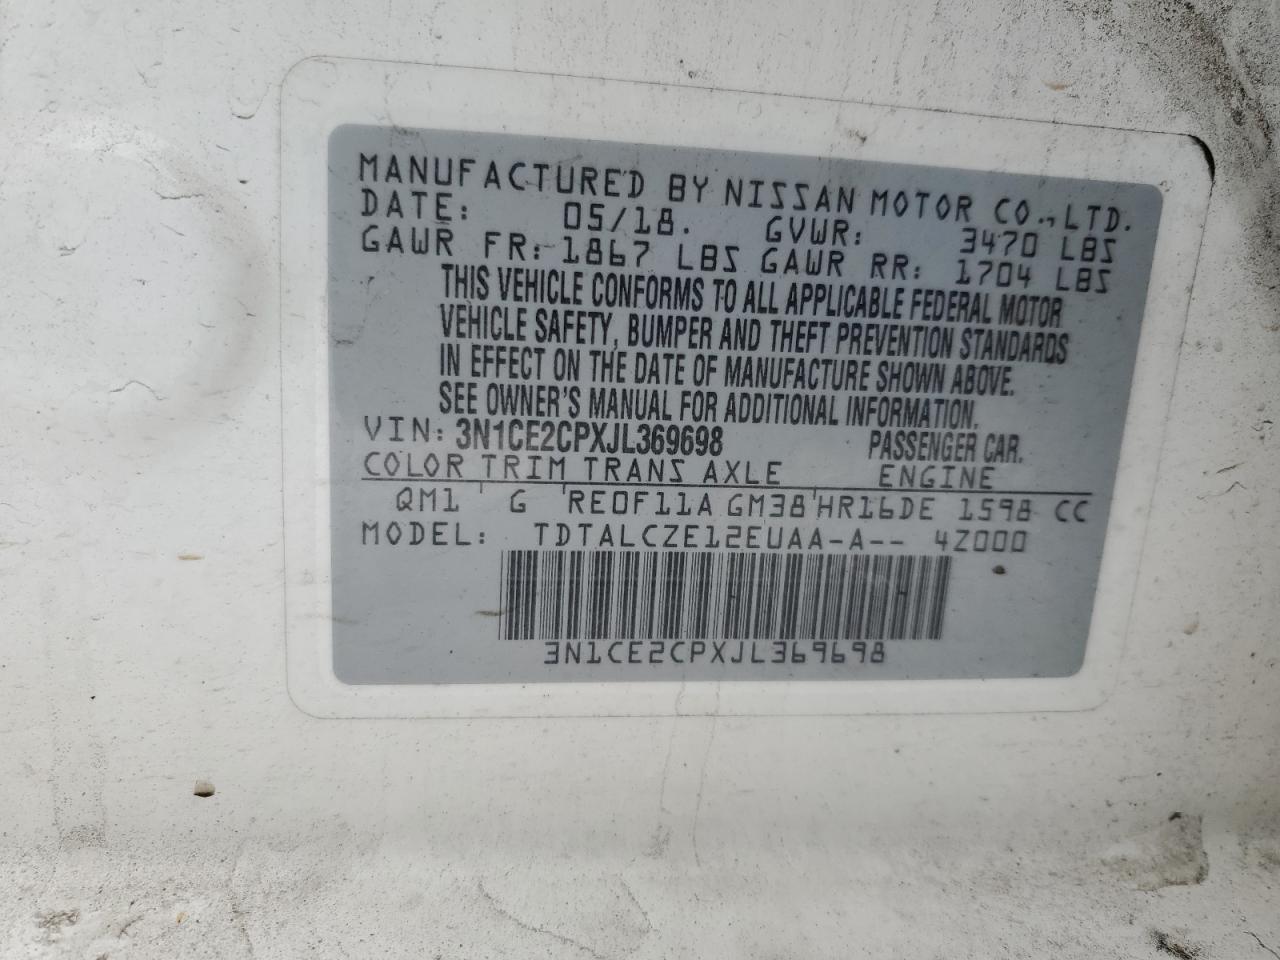 MANUFACTURED BY NISSAN MOTOR CO., LTD.
DATE: 05/18. GVWR: 3470 LBS
GAWR FR: 1867 LBS GAWR RR: 1704 LBS
THIS VEHICLE CONFORMS TO ALL APPLICABLE FEDERAL MOTOR
VEHICLE SAFETY, BUMPER AND THEFT PREVENTION STANDARDS
IN EFFECT ON THE DATE OF MANUFACTURE SHOWN ABOVE.
SEE OWNER'S MANUAL FOR ADDITIONAL INFORMATION.
VIN: 3N1CE2CPXJL369698 PASSENGER CAR.
COLOR TRIM TRANS AXLE ENGINE
QM1 G RE0F11A GM38 HR16DE 1598 CC
MODEL: TDTALCZE12EUAA-A-- 4Z000
3N1CE2CPXJL369698